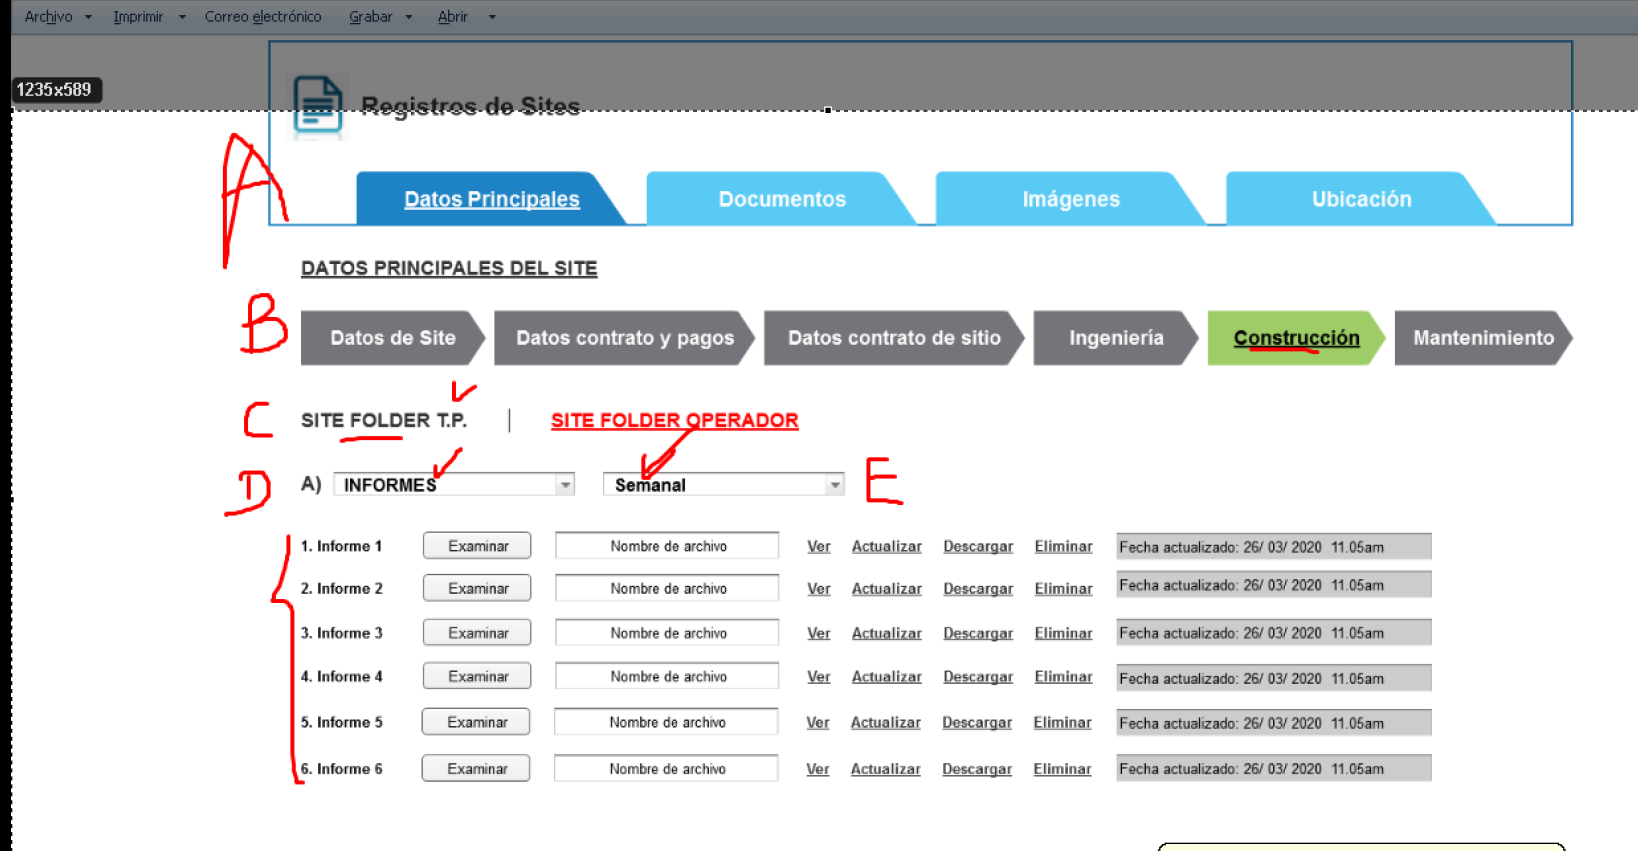 Archivo Imprimir Correo electrónico Grabar Abrir
1235x589
Registros de Sites
A
Datos Principales Documentos Imágenes Ubicación
DATOS PRINCIPALES DEL SITE
B
Datos de Site Datos contrato y pagos Datos contrato de sitio Ingeniería Construcción Mantenimiento
C SITE FOLDER T.P. | SITE FOLDER OPERADOR
D A) INFORMES Semanal E
1. Informe 1 Examinar Nombre de archivo Ver Actualizar Descargar Eliminar Fecha actualizado: 26/ 03/ 2020 11.05am
2. Informe 2 Examinar Nombre de archivo Ver Actualizar Descargar Eliminar Fecha actualizado: 26/ 03/ 2020 11.05am
3. Informe 3 Examinar Nombre de archivo Ver Actualizar Descargar Eliminar Fecha actualizado: 26/ 03/ 2020 11.05am
4. Informe 4 Examinar Nombre de archivo Ver Actualizar Descargar Eliminar Fecha actualizado: 26/ 03/ 2020 11.05am
5. Informe 5 Examinar Nombre de archivo Ver Actualizar Descargar Eliminar Fecha actualizado: 26/ 03/ 2020 11.05am
6. Informe 6 Examinar Nombre de archivo Ver Actualizar Descargar Eliminar Fecha actualizado: 26/ 03/ 2020 11.05am